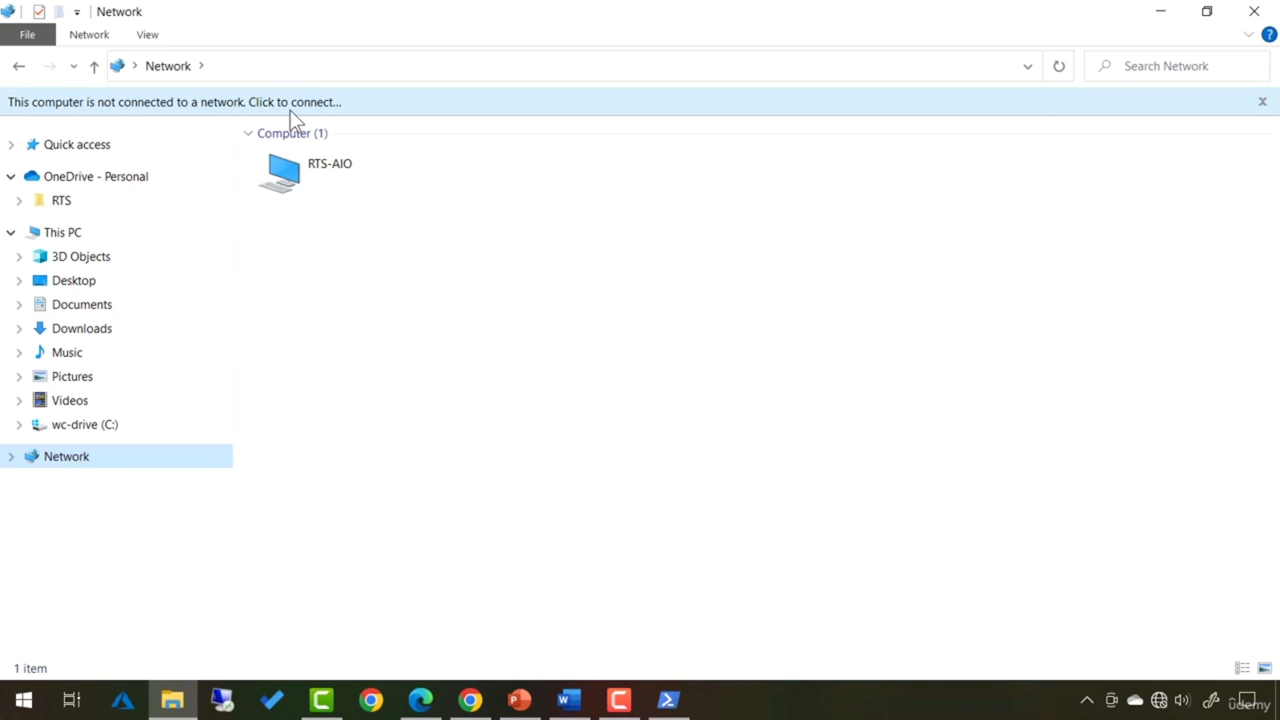 Network
File
Network
View
Network
Search Network
This computer is not connected to a network. Click to connect...
Computer (1)
RTS-AIO
Quick access
OneDrive - Personal
RTS
This PC
3D Objects
Desktop
Documents
Downloads
Music
Pictures
Videos
wc-drive (C:)
Network
1 item
udemy